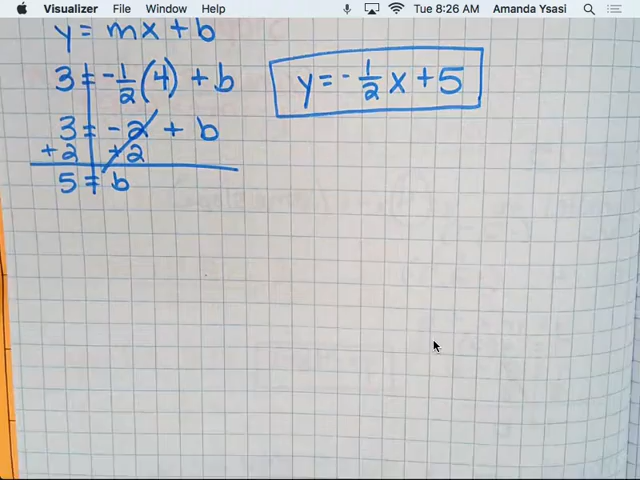 Visualizer File Window Help Tue 8:26 AM Amanda Ysasi
y = mx + b
3 = -1/2 (4) + b
3 = -2 + b
+2 +2
5 = b
y = -1/2 x + 5